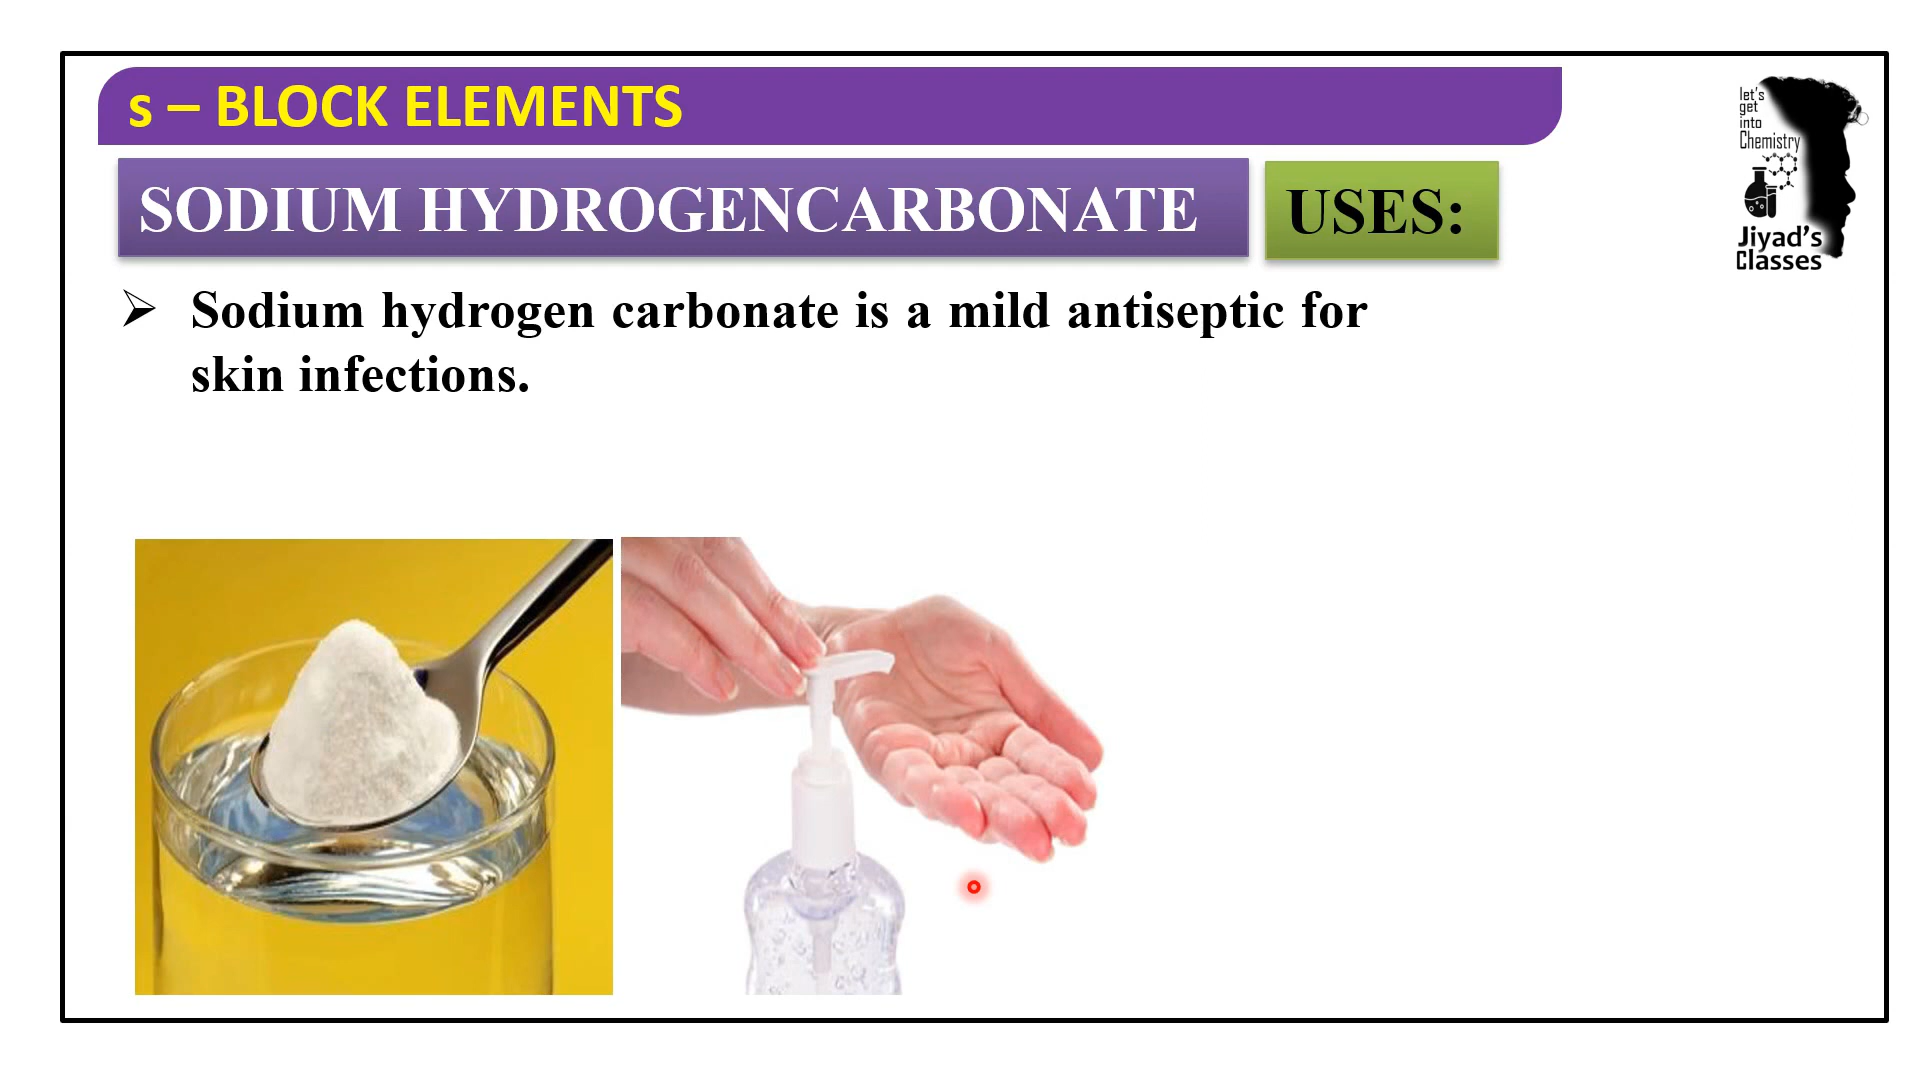 s – BLOCK ELEMENTS
SODIUM HYDROGENCARBONATE
USES:
let's
get
into
Chemistry
Jiyad's
Classes
➢ Sodium hydrogen carbonate is a mild antiseptic for
skin infections.